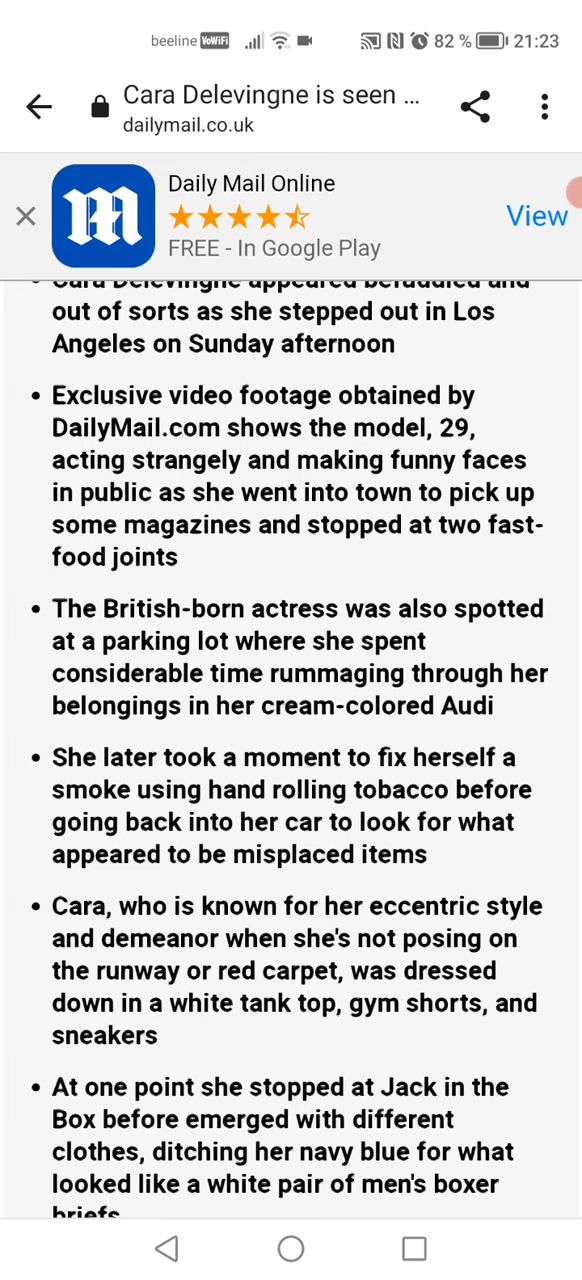 beeline VoWiFi 82 % 21:23
Cara Delevingne is seen ...
dailymail.co.uk
Daily Mail Online
FREE - In Google Play
View
Cara Delevingne appeared befuddled and
out of sorts as she stepped out in Los
Angeles on Sunday afternoon
• Exclusive video footage obtained by
DailyMail.com shows the model, 29,
acting strangely and making funny faces
in public as she went into town to pick up
some magazines and stopped at two fast-
food joints
• The British-born actress was also spotted
at a parking lot where she spent
considerable time rummaging through her
belongings in her cream-colored Audi
• She later took a moment to fix herself a
smoke using hand rolling tobacco before
going back into her car to look for what
appeared to be misplaced items
• Cara, who is known for her eccentric style
and demeanor when she's not posing on
the runway or red carpet, was dressed
down in a white tank top, gym shorts, and
sneakers
• At one point she stopped at Jack in the
Box before emerged with different
clothes, ditching her navy blue for what
looked like a white pair of men's boxer
briefs